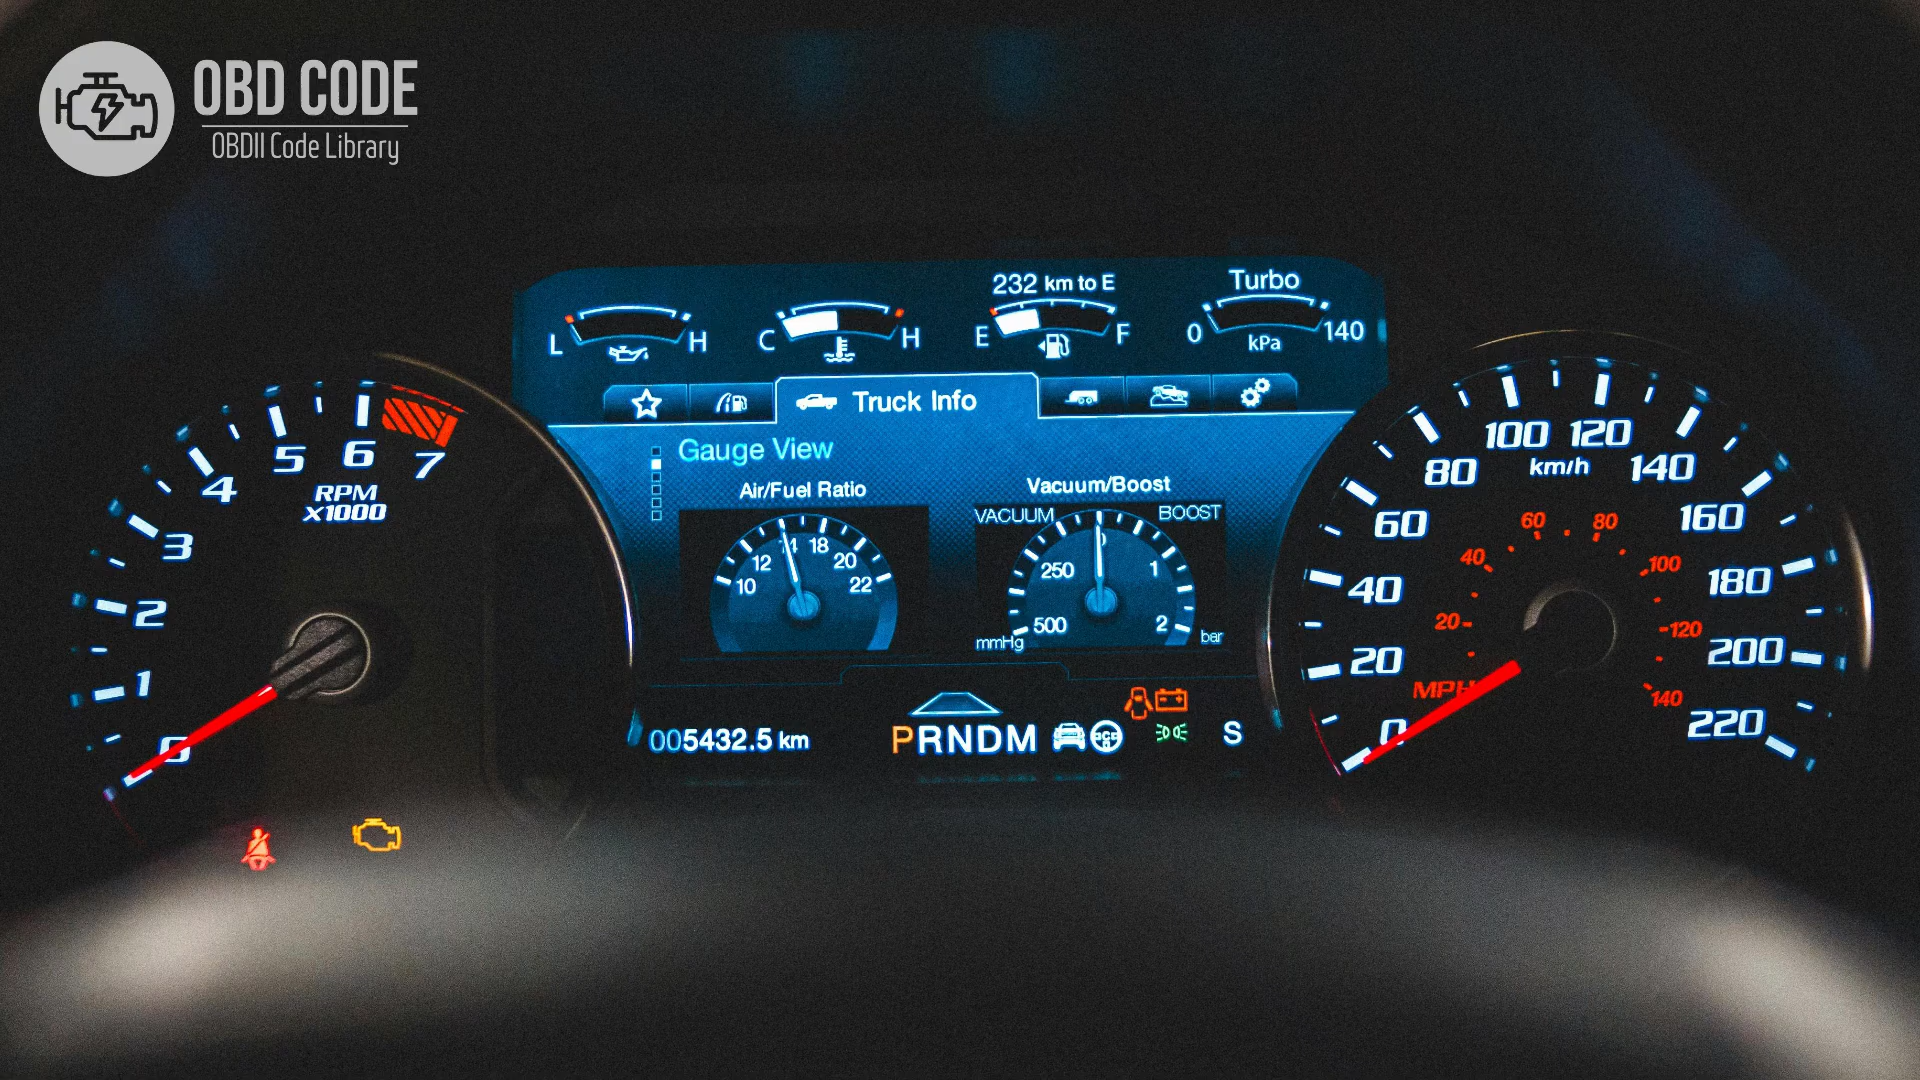 OBD CODE
OBDII Code Library
232 km to E
Turbo
L H
C H
E F
0 140
kPa
Truck Info
Gauge View
Air/Fuel Ratio
Vacuum/Boost
VACUUM BOOST
10 12 14 18 20 22
500 250 0 1 2
mmHg bar
0 1 2 3 4 5 6 7
RPM
X1000
0 20 40 60 80 100 120 140 160 180 200 220
km/h
20 40 60 80 100 120 140
MPH
005432.5 km
PRNDM
S